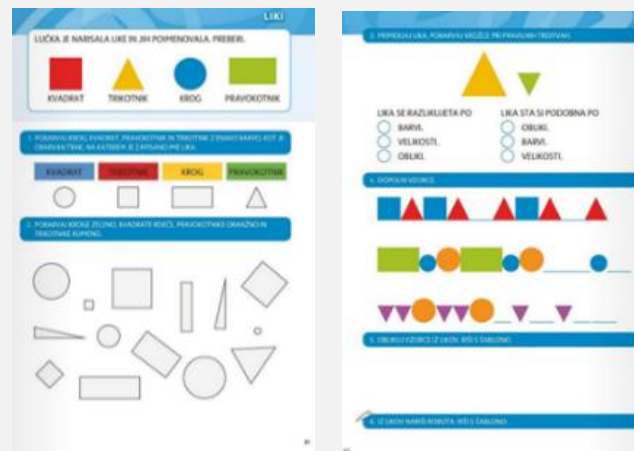 LIKI
LUČKA JE NARISALA LIKE IN JIH POIMENOVALA. PREBERI.
KVADRAT TRIKOTNIK KROG PRAVOKOTNIK
1. POBARVAJ KROG, KVADRAT, PRAVOKOTNIK IN TRIKOTNIK Z ENAKO BARVO, KOT JE
OBARVAN TRAK, NA KATEREM JE ZAPISANO IME LIKA.
KVADRAT TRIKOTNIK KROG PRAVOKOTNIK
2. POBARVAJ KROGE ZELENO, KVADRATE RDEČE, PRAVOKOTNIKE ORANŽNO IN
TRIKOTNIKE RUMENO.
3. PRIMERJAJ LIKA. POBARVAJ KROŽCE PRI PRAVILNIH TRDITVAH.
LIKA SE RAZLIKUJETA PO
BARVI.
VELIKOSTI.
OBLIKI.
LIKA STA SI PODOBNA PO
OBLIKI.
BARVI.
VELIKOSTI.
4. DOPOLNI VZORCE.
5. OBLIKUJ VZORCE IZ LIKOV. RIŠI S ŠABLONO.
6. IZ LIKOV NARIŠI ROBOTA. RIŠI S ŠABLONO.